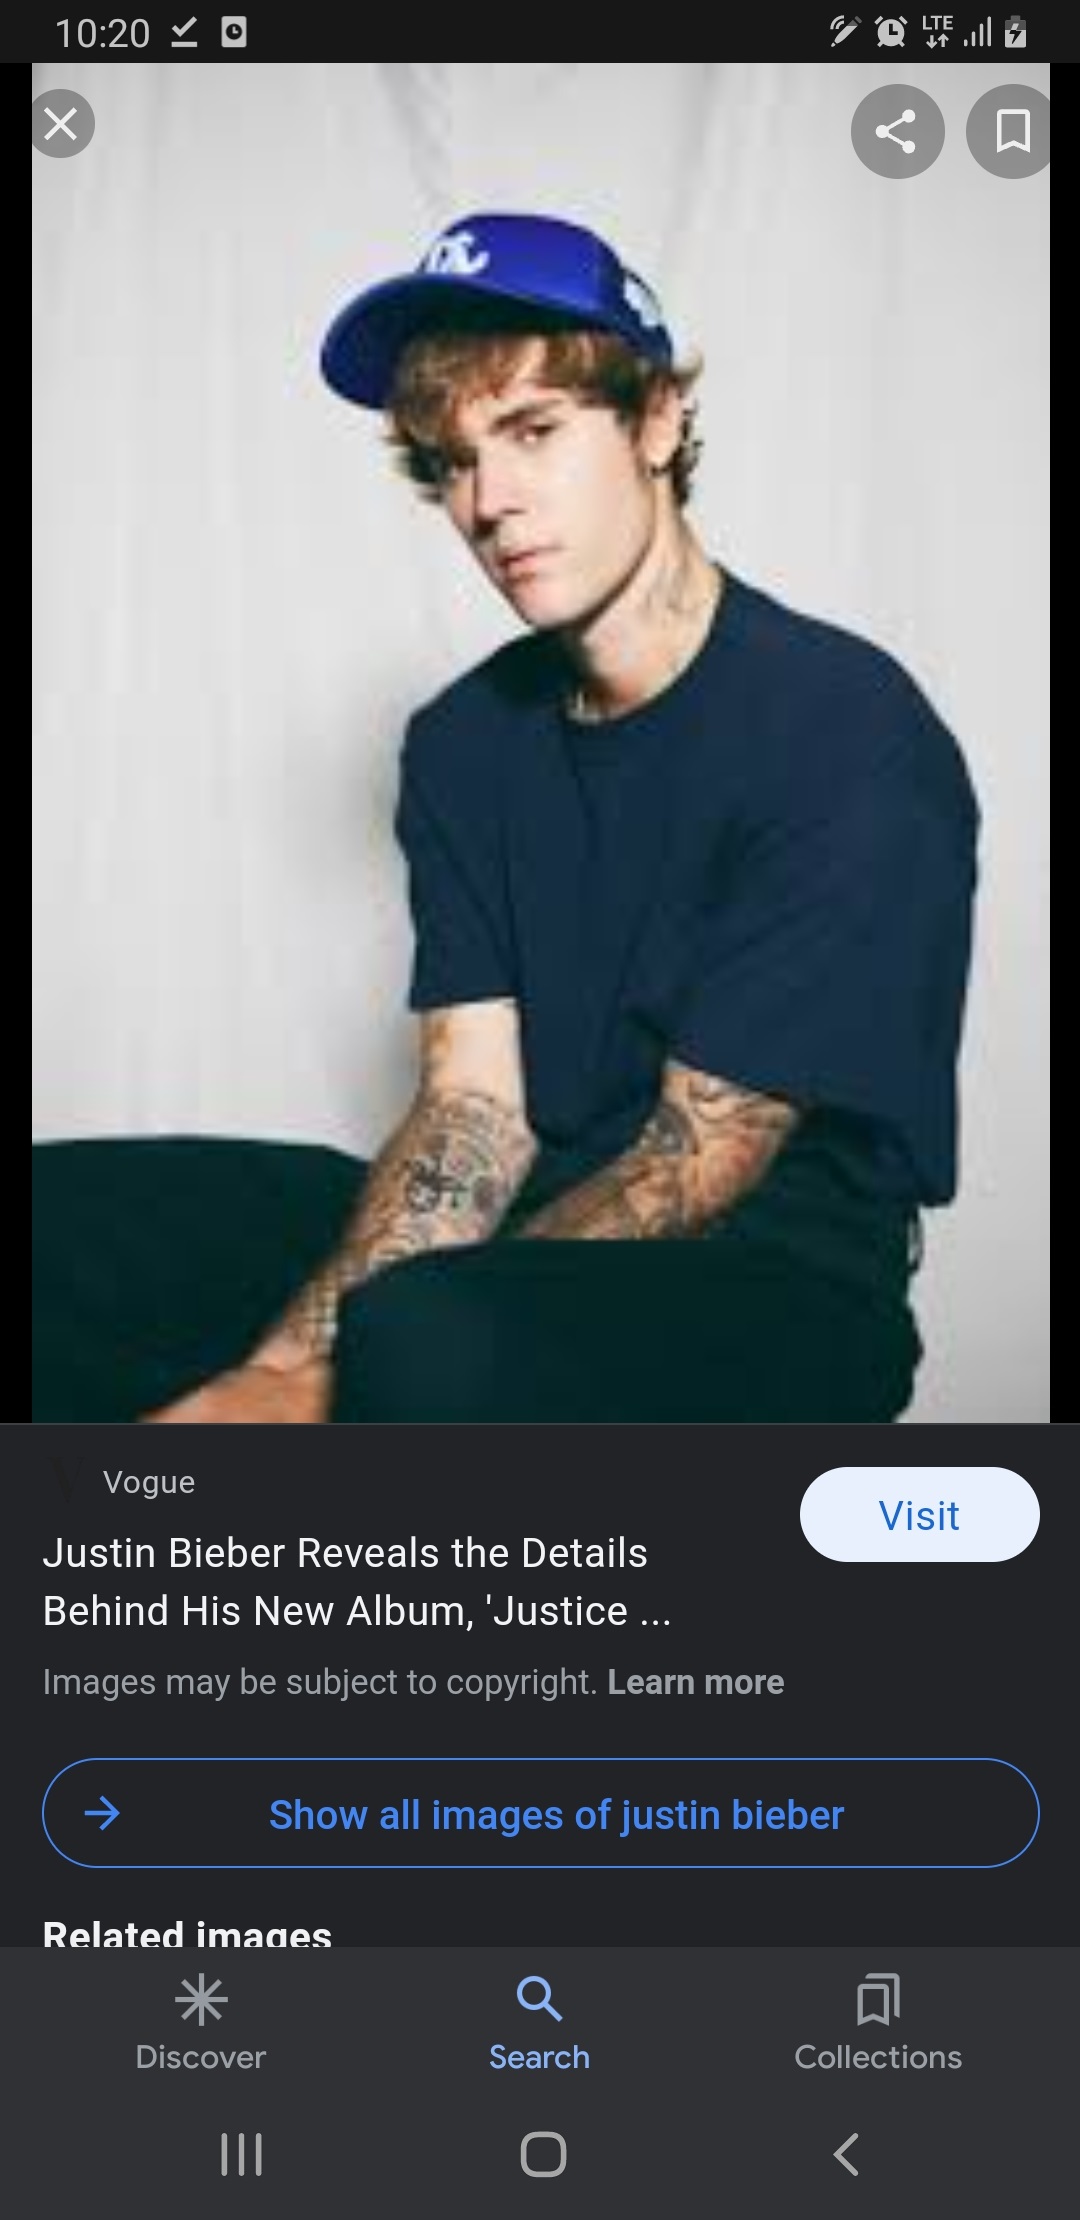 10:20
LTE
Vogue
Visit
Justin Bieber Reveals the Details
Behind His New Album, 'Justice ...
Images may be subject to copyright. Learn more
Show all images of justin bieber
Related images
Discover
Search
Collections